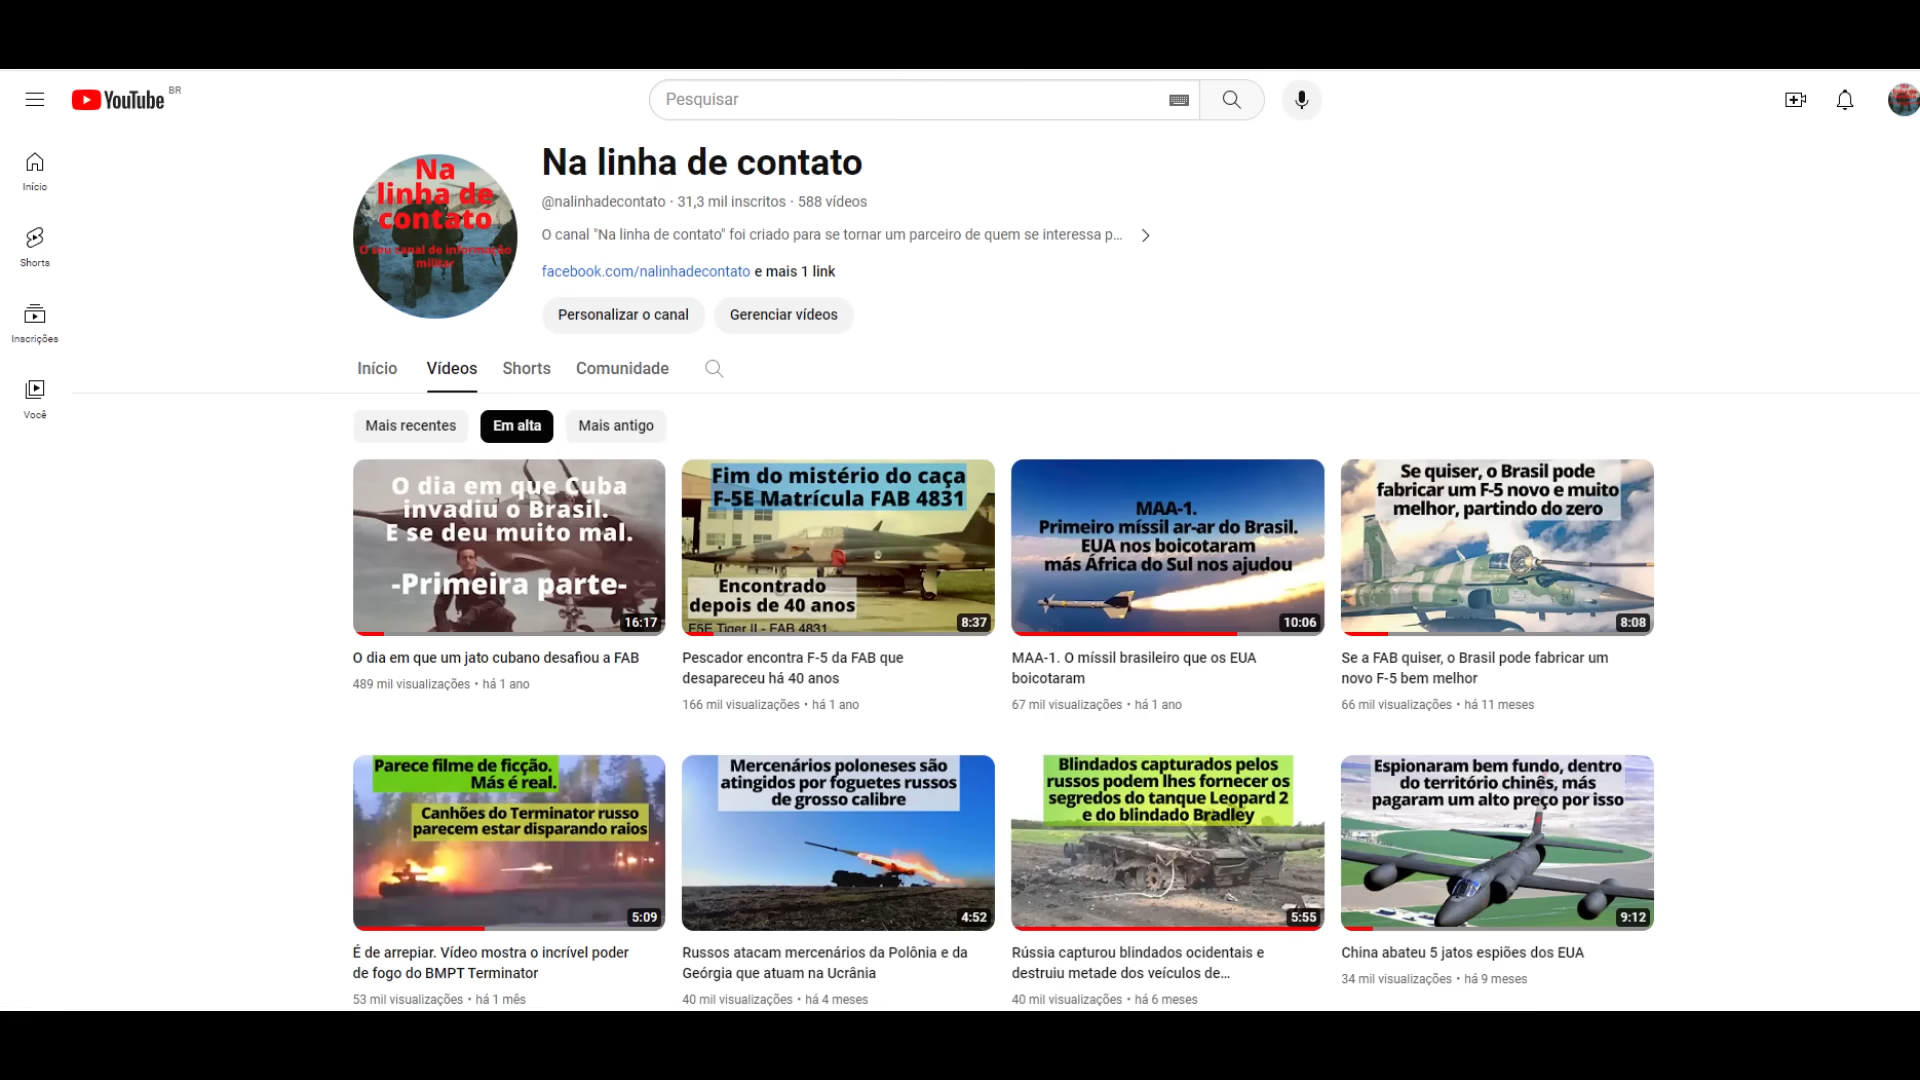 YouTube BR
Pesquisar
Início
Shorts
Inscrições
Você
Na
linha de
contato
O seu canal de informação
militar
Na linha de contato
@nalinhadecontato · 31,3 mil inscritos · 588 vídeos
O canal "Na linha de contato" foi criado para se tornar um parceiro de quem se interessa p...
facebook.com/nalinhadecontato e mais 1 link
Personalizar o canal
Gerenciar vídeos
Início
Vídeos
Shorts
Comunidade
Mais recentes
Em alta
Mais antigo
O dia em que Cuba
invadiu o Brasil.
E se deu muito mal.
-Primeira parte-
16:17
O dia em que um jato cubano desafiou a FAB
489 mil visualizações • há 1 ano
Fim do mistério do caça
F-5E Matrícula FAB 4831
Encontrado
depois de 40 anos
F5E Tiger II - FAB 4831
8:37
Pescador encontra F-5 da FAB que
desapareceu há 40 anos
166 mil visualizações • há 1 ano
MAA-1.
Primeiro míssil ar-ar do Brasil.
EUA nos boicotaram
más África do Sul nos ajudou
10:06
MAA-1. O míssil brasileiro que os EUA
boicotaram
67 mil visualizações • há 1 ano
Se quiser, o Brasil pode
fabricar um F-5 novo e muito
melhor, partindo do zero
8:08
Se a FAB quiser, o Brasil pode fabricar um
novo F-5 bem melhor
66 mil visualizações • há 11 meses
Parece filme de ficção.
Más é real.
Canhões do Terminator russo
parecem estar disparando raios
5:09
É de arrepiar. Vídeo mostra o incrível poder
de fogo do BMPT Terminator
53 mil visualizações • há 1 mês
Mercenários poloneses são
atingidos por foguetes russos
de grosso calibre
4:52
Russos atacam mercenários da Polônia e da
Geórgia que atuam na Ucrânia
40 mil visualizações • há 4 meses
Blindados capturados pelos
russos podem lhes fornecer os
segredos do tanque Leopard 2
e do blindado Bradley
5:55
Rússia capturou blindados ocidentais e
destruiu metade dos veículos de...
40 mil visualizações • há 6 meses
Espionaram bem fundo, dentro
do território chinês, más
pagaram um alto preço por isso
9:12
China abateu 5 jatos espiões dos EUA
34 mil visualizações • há 9 meses